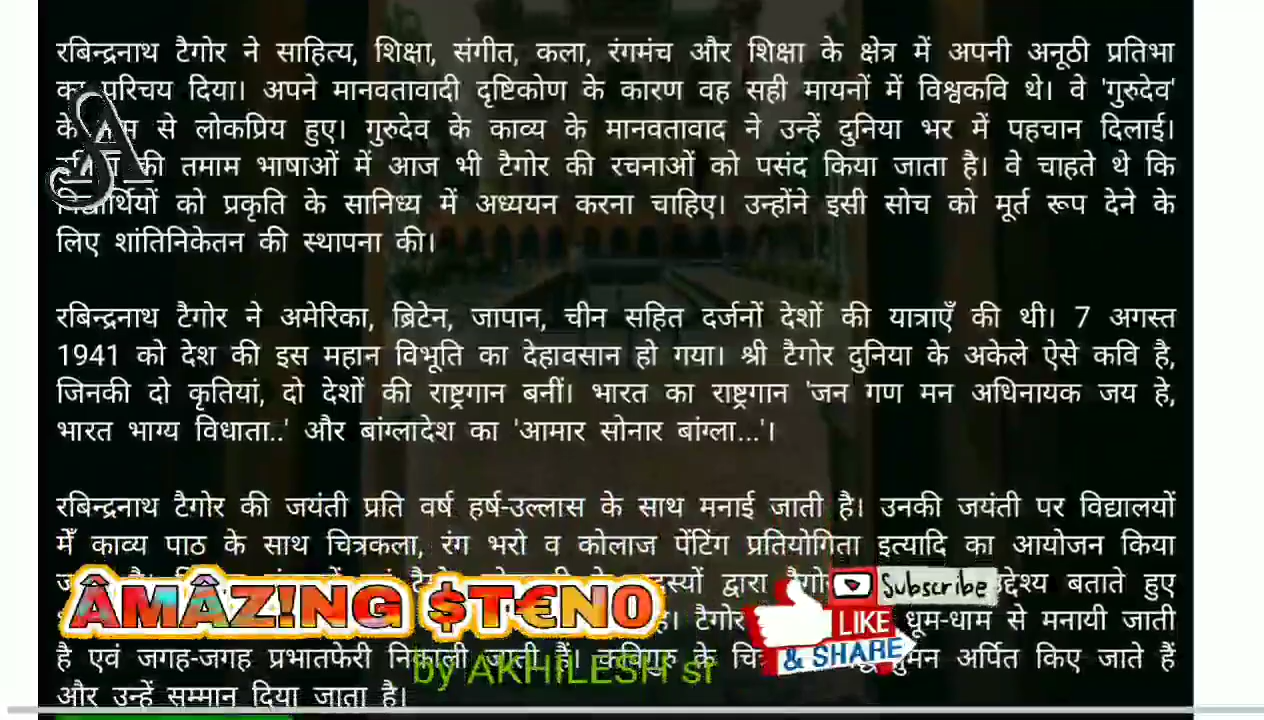 रबिन्द्रनाथ टैगोर ने साहित्य, शिक्षा, संगीत, कला, रंगमंच और शिक्षा के क्षेत्र में अपनी अनूठी प्रतिभा
का परिचय दिया। अपने मानवतावादी दृष्टिकोण के कारण वह सही मायनों में विश्वकवि थे। वे 'गुरुदेव'
के से लोकप्रिय हुए। गुरुदेव के काव्य के मानवतावाद ने उन्हें दुनिया भर में पहचान दिलाई।
की तमाम भाषाओं में आज भी टैगोर की रचनाओं को पसंद किया जाता है। वे चाहते थे कि
विद्यार्थियों को प्रकृति के सानिध्य में अध्ययन करना चाहिए। उन्होंने इसी सोच को मूर्त रूप देने के
लिए शांतिनिकेतन की स्थापना की।
रबिन्द्रनाथ टैगोर ने अमेरिका, ब्रिटेन, जापान, चीन सहित दर्जनों देशों की यात्राएँ की थी। 7 अगस्त
1941 को देश की इस महान विभूति का देहावसान हो गया। श्री टैगोर दुनिया के अकेले ऐसे कवि है,
जिनकी दो कृतियां, दो देशों की राष्ट्रगान बनीं। भारत का राष्ट्रगान 'जन गण मन अधिनायक जय हे,
भारत भाग्य विधाता..' और बांग्लादेश का 'आमार सोनार बांग्ला...'।
रबिन्द्रनाथ टैगोर की जयंती प्रति वर्ष हर्ष-उल्लास के साथ मनाई जाती है। उनकी जयंती पर विद्यालयों
में काव्य पाठ के साथ चित्रकला, रंग भरो व कोलाज पेंटिंग प्रतियोगिता इत्यादि का आयोजन किया
द्वारा बताते हुए
है। टैगोर धूम-धाम से मनायी जाती
है एवं जगह-जगह प्रभातफेरी निकाली जाती हैं। कविगुरु के अर्पित किए जाते हैं
और उन्हें सम्मान दिया जाता है।
ÂMÂZ!NG $T€N0
by AKHILESH sr
Subscribe
LIKE
& SHARE